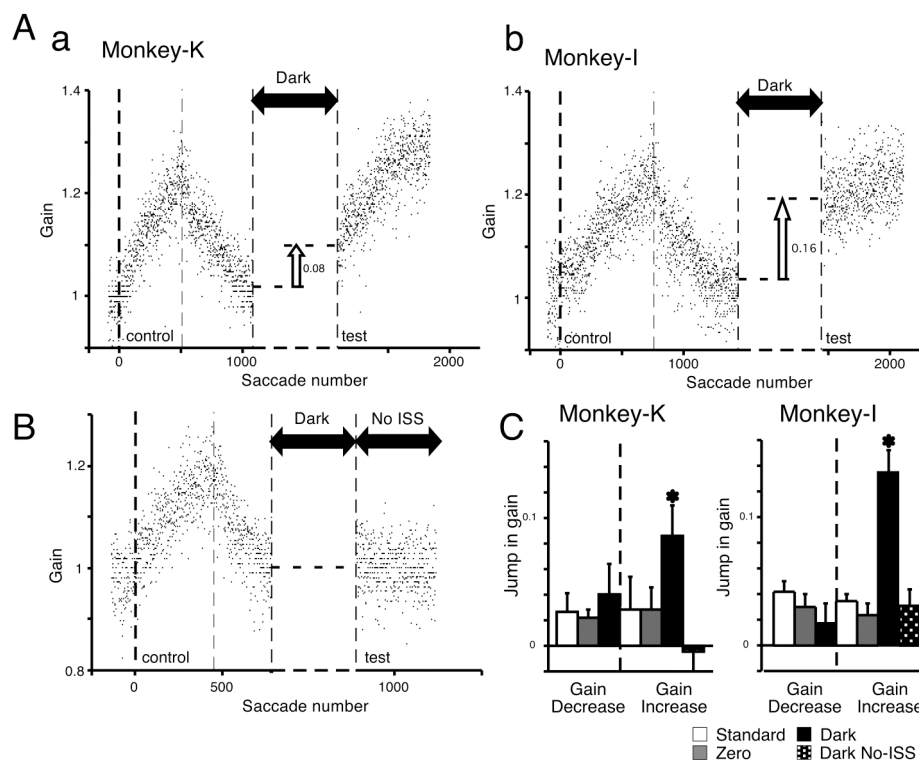 A
a
Monkey-K
Dark
1.4
1.2
1
Gain
0.08
control
test
0
1000
2000
Saccade number
b
Monkey-I
Dark
1.4
1.2
1
Gain
0.16
control
test
0
1000
2000
Saccade number
B
Dark
No ISS
1.2
1
0.8
Gain
control
test
0
500
1000
Saccade number
C
Monkey-K
Jump in gain
0.1
0
Gain
Decrease
Gain
Increase
Monkey-I
Jump in gain
0.1
0
Gain
Decrease
Gain
Increase
Standard
Dark
Zero
Dark No-ISS